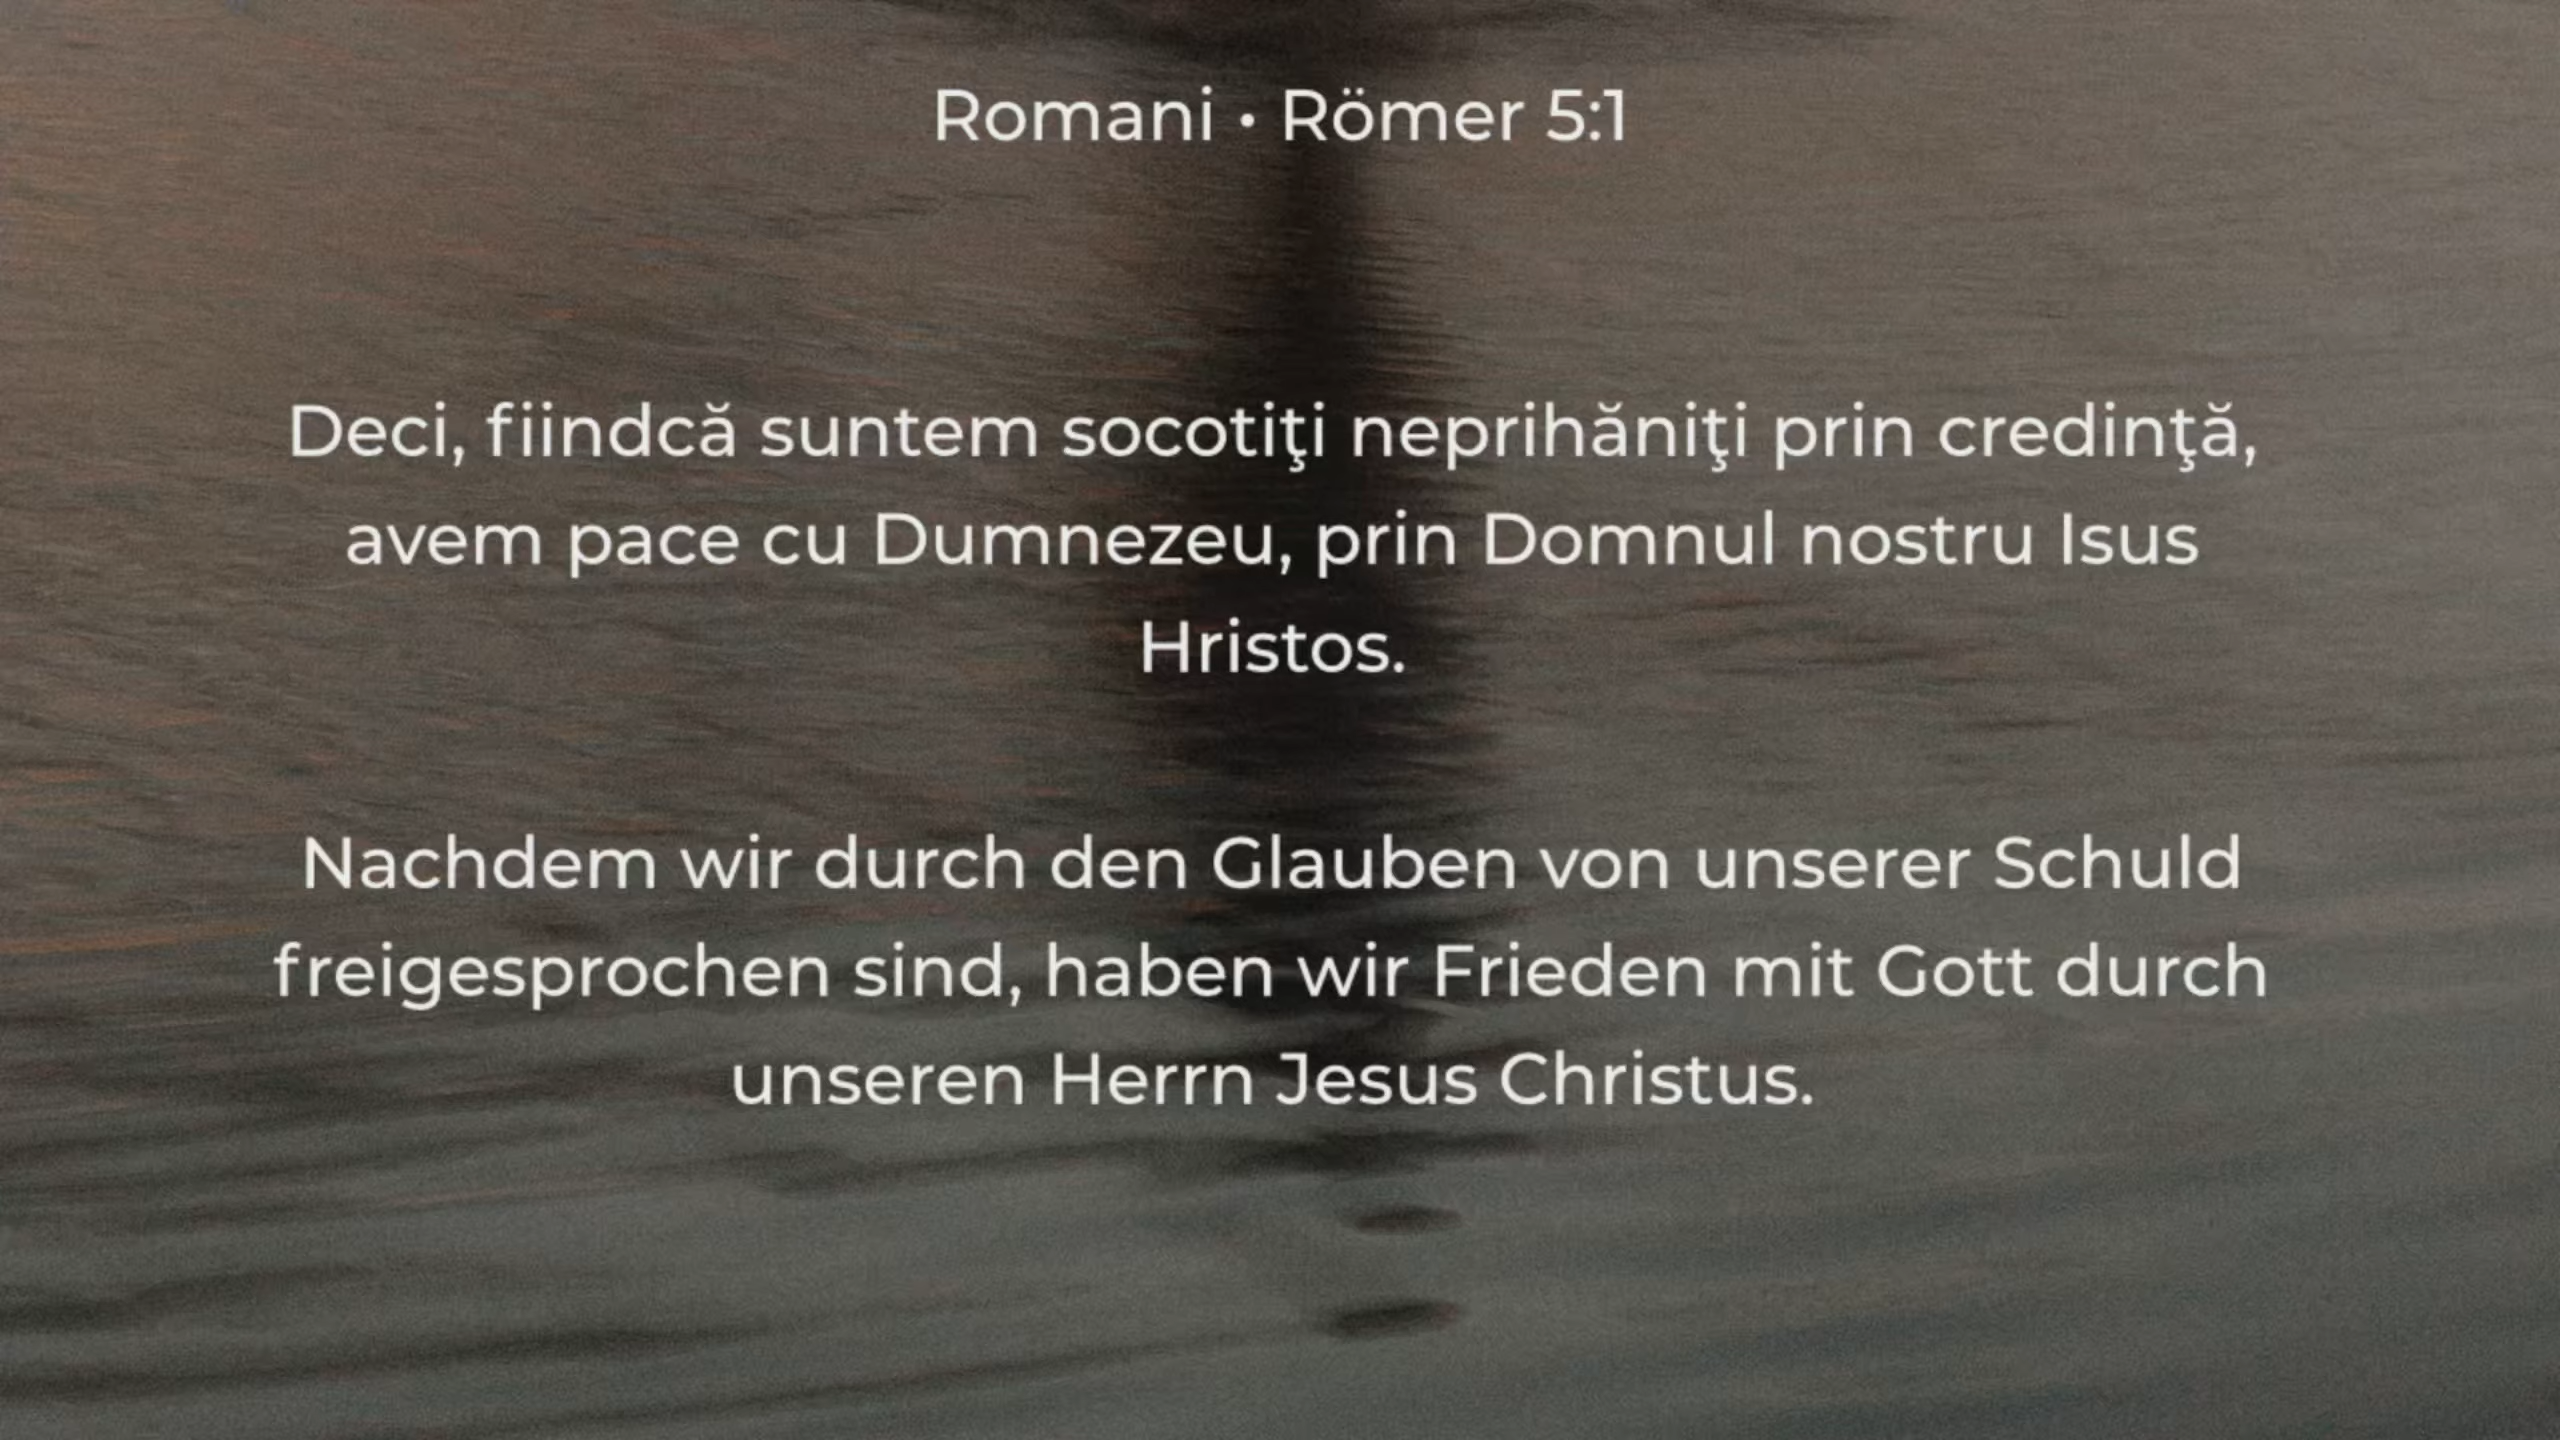 Romani • Römer 5:1
Deci, fiindcă suntem socotiţi neprihăniţi prin credinţă,
avem pace cu Dumnezeu, prin Domnul nostru Isus
Hristos.
Nachdem wir durch den Glauben von unserer Schuld
freigesprochen sind, haben wir Frieden mit Gott durch
unseren Herrn Jesus Christus.